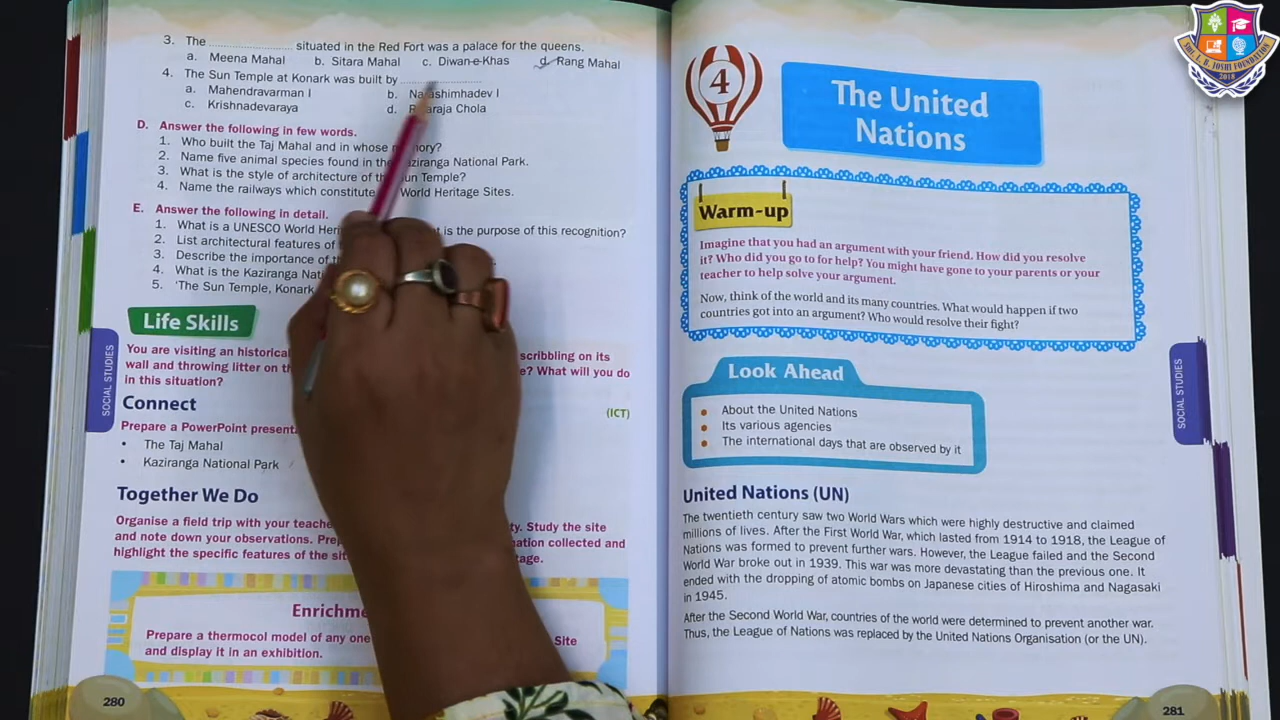 3. The .................... situated in the Red Fort was a palace for the queens.
a. Meena Mahal b. Sitara Mahal c. Diwan-e-Khas d. Rang Mahal
4. The Sun Temple at Konark was built by ....................
a. Mahendravarman I b. Narashimhadev I
c. Krishnadevaraya d. Rajaraja Chola
D. Answer the following in few words.
1. Who built the Taj Mahal and in whose memory?
2. Name five animal species found in the Kaziranga National Park.
3. What is the style of architecture of the Sun Temple?
4. Name the railways which constitute World Heritage Sites.
E. Answer the following in detail.
1. What is a UNESCO World Heri is the purpose of this recognition?
2. List architectural features of
3. Describe the importance of
4. What is the Kaziranga Nati
5. 'The Sun Temple, Konark
Life Skills
You are visiting an historical scribbling on its
wall and throwing litter on ? What will you do
in this situation?
Connect (ICT)
Prepare a PowerPoint present
• The Taj Mahal
• Kaziranga National Park
Together We Do
Organise a field trip with your teache Study the site
and note down your observations. collected and
highlight the specific features of the
Enrichme
Prepare a thermocol model of any one Site
and display it in an exhibition.
SOCIAL STUDIES
280
4
The United
Nations
Warm-up
Imagine that you had an argument with your friend. How did you resolve
it? Who did you go to for help? You might have gone to your parents or your
teacher to help solve your argument.
Now, think of the world and its many countries. What would happen if two
countries got into an argument? Who would resolve their fight?
Look Ahead
• About the United Nations
• Its various agencies
• The international days that are observed by it
United Nations (UN)
The twentieth century saw two World Wars which were highly destructive and claimed
millions of lives. After the First World War, which lasted from 1914 to 1918, the League of
Nations was formed to prevent further wars. However, the League failed and the Second
World War broke out in 1939. This war was more devastating than the previous one. It
ended with the dropping of atomic bombs on Japanese cities of Hiroshima and Nagasaki
in 1945.
After the Second World War, countries of the world were determined to prevent another war.
Thus, the League of Nations was replaced by the United Nations Organisation (or the UN).
SOCIAL STUDIES
281
SMT. I. B. JOSHI FOUNDATION
2018